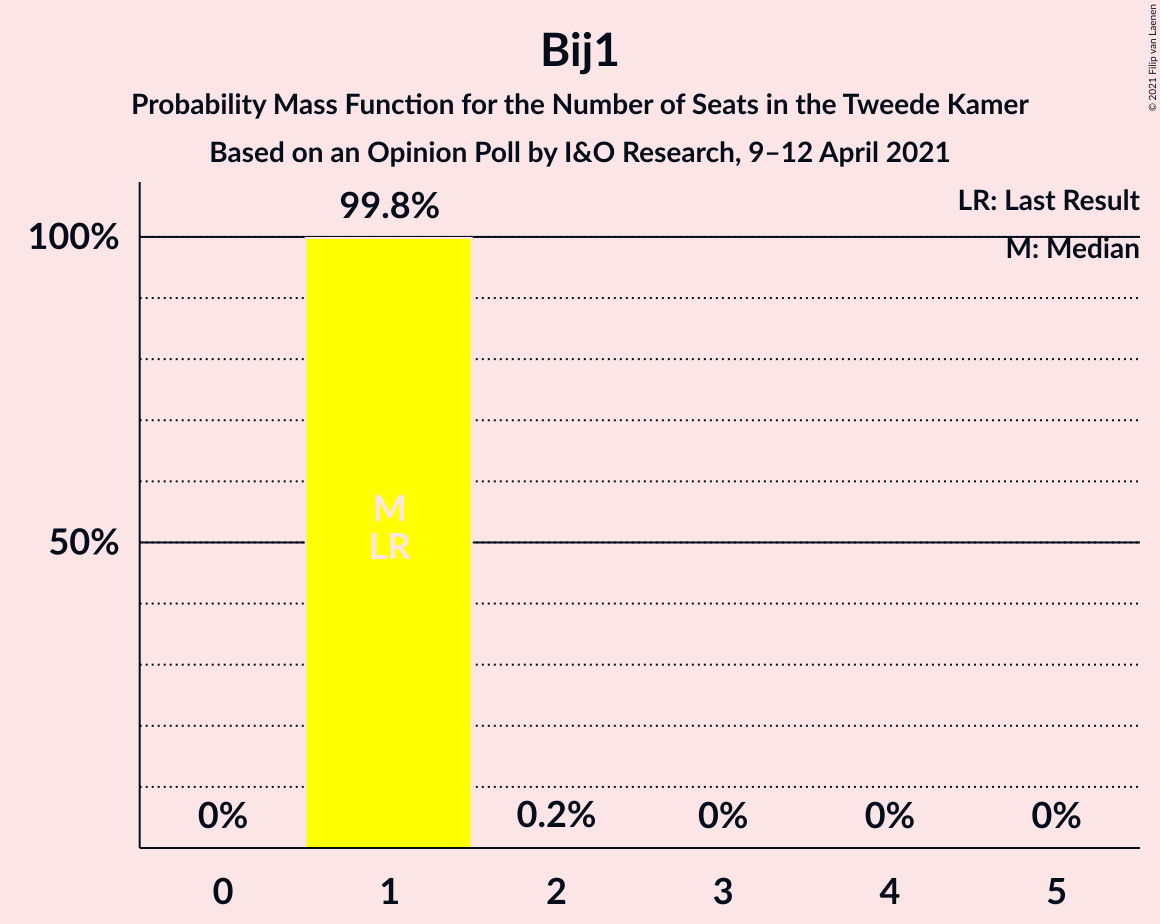 Bij1
Probability Mass Function for the Number of Seats in the Tweede Kamer
Based on an Opinion Poll by I&O Research, 9–12 April 2021
© 2021 Filip van Laenen
LR: Last Result
M: Median
99.8%
100%
M
LR
50%
0%
0.2%
0%
0%
0%
0
1
2
3
4
5